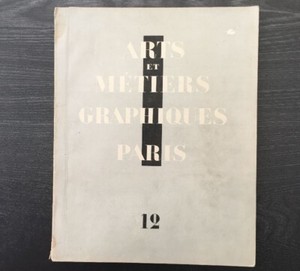 ARTS
ET
MÉTIERS
GRAPHIQUES
PARIS
12